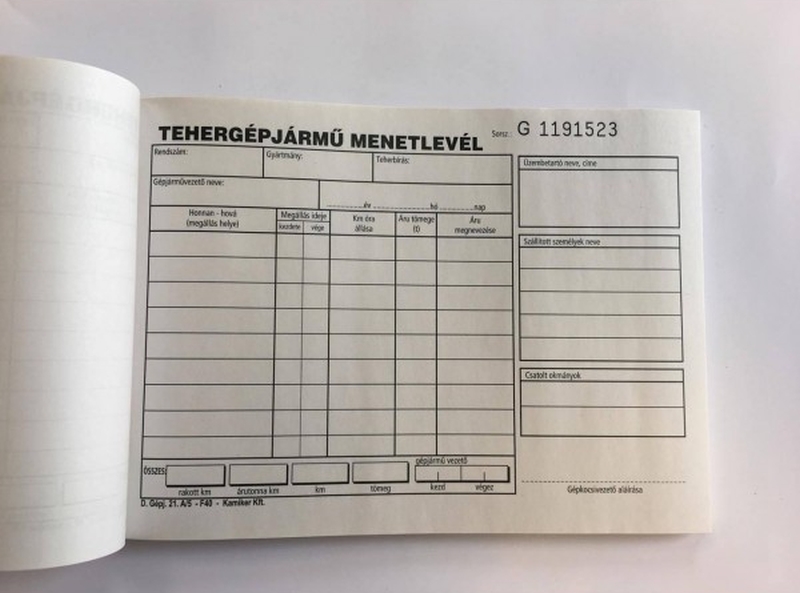 TEHERGÉPJÁRMŰ MENETLEVÉL
Sorsz.: G 1191523
Rendszám: Gyártmány: Teherbírás:
Gépjárművezető neve:
év hó nap
Honnan - hová
(megállás helye)
Megállás ideje
kezdete vége
Km óra
állása
Áru tömege
(t)
Áru
megnevezése
ÖSSZES:
rakott km árutonna km km tömeg
gépjármű vezető
kezd végez
D. Gépj. 21. A/5 - F40 - Kamiker Kft.
Üzembetartó neve, címe
Szállított személyek neve
Csatolt okmányok
Gépkocsivezető aláírása